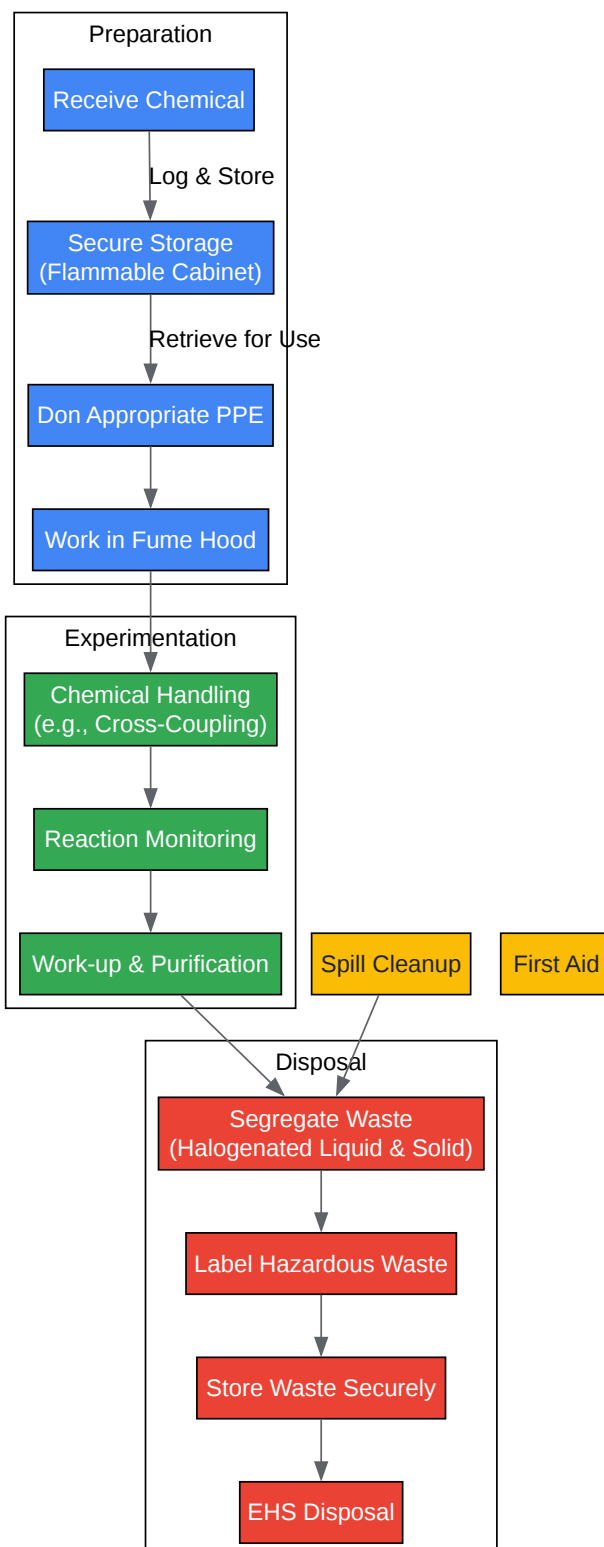 Preparation
Receive Chemical
Log & Store
Secure Storage
(Flammable Cabinet)
Retrieve for Use
Don Appropriate PPE
Work in Fume Hood
Experimentation
Chemical Handling
(e.g., Cross-Coupling)
Reaction Monitoring
Work-up & Purification
Spill Cleanup
First Aid
Disposal
Segregate Waste
(Halogenated Liquid & Solid)
Label Hazardous Waste
Store Waste Securely
EHS Disposal